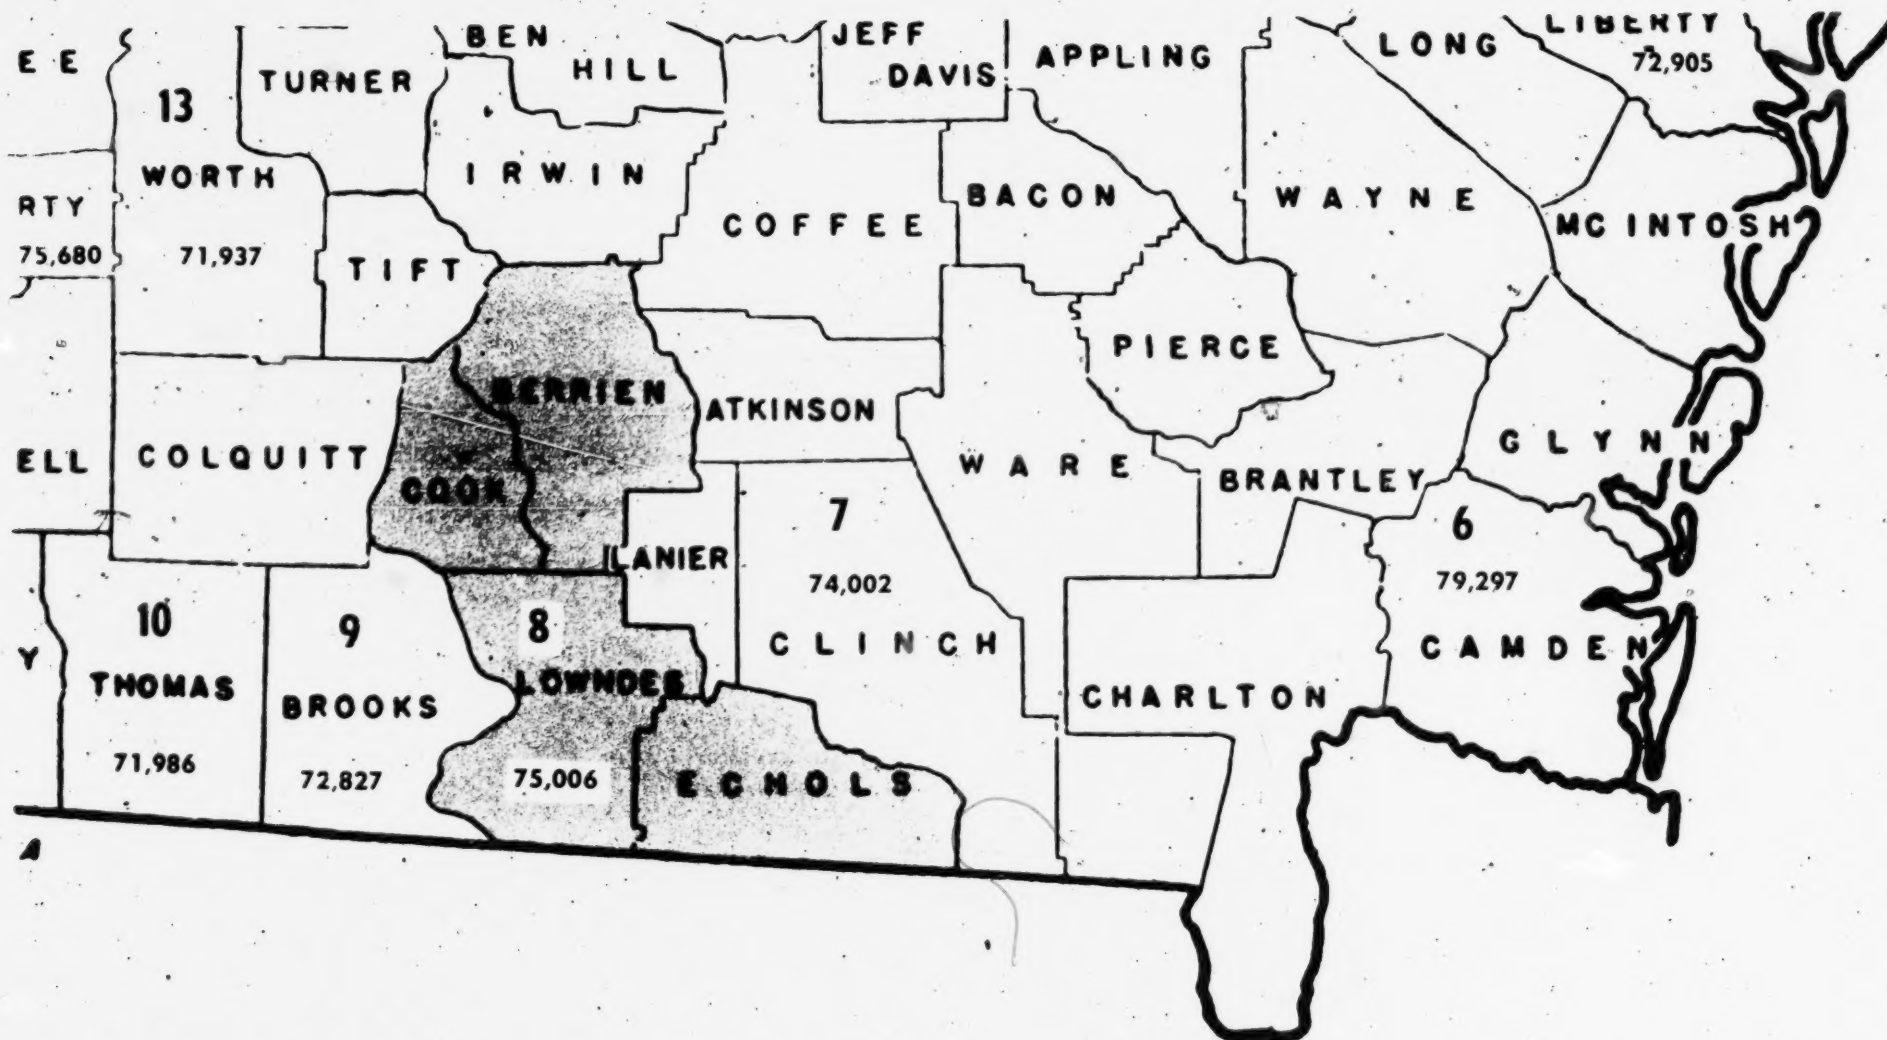 LIBERTY
72,905
BEN
HILL
JEFF
DAVIS
APPLING
LONG
EE
TURNER
13
WORTH
71,937
IRWIN
RTY
75,680
TIFT
COFFEE
BACON
WAYNE
MCINTOSH
PIERCE
BERRIEN
ATKINSON
ELL
COLQUITT
COOK
WARE
BRANTLEY
GLYNN
7
74,002
CLINCH
6
79,297
CAMDEN
LANIER
10
THOMAS
71,986
9
BROOKS
72,827
8
LOWNDES
75,006
ECHOLS
CHARLTON
Y
A